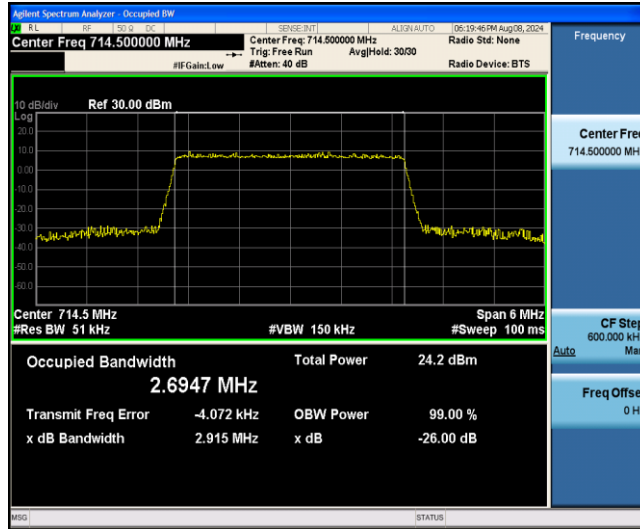 Agilent Spectrum Analyzer - Occupied BW
RL RF 50 Ω DC SENSE:INT ALIGN AUTO 06:19:46 PM Aug 08, 2024
Center Freq 714.500000 MHz Center Freq: 714.500000 MHz Radio Std: None Frequency
Trig: Free Run Avg|Hold: 30/30
#IFGain:Low #Atten: 40 dB Radio Device: BTS
10 dB/div Ref 30.00 dBm
Log
20.0
10.0
0.00
-10.0
-20.0
-30.0
-40.0
-50.0
-60.0
Center Fre
714.500000 MH
Center 714.5 MHz Span 6 MHz
#Res BW 51 kHz #VBW 150 kHz #Sweep 100 ms
CF Ste
600.000 kH
Auto Ma
Occupied Bandwidth Total Power 24.2 dBm
2.6947 MHz
Transmit Freq Error -4.072 kHz OBW Power 99.00 %
x dB Bandwidth 2.915 MHz x dB -26.00 dB
Freq Offse
0 H
MSG STATUS